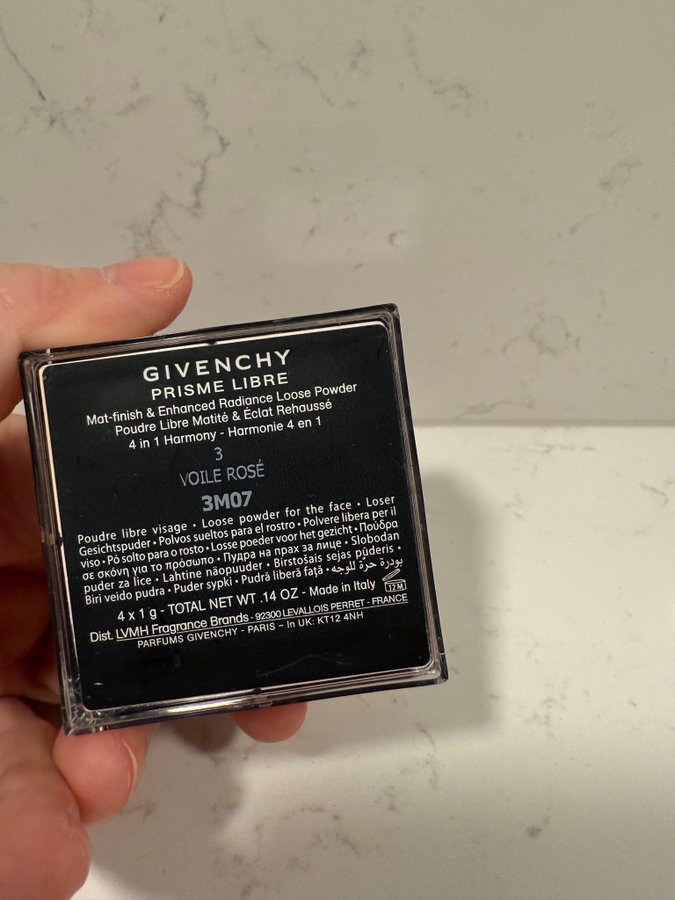 GIVENCHY
PRISME LIBRE
Mat-finish & Enhanced Radiance Loose Powder
Poudre Libre Matité & Éclat Rehaussé
4 in 1 Harmony - Harmonie 4 en 1
3
VOILE ROSÉ
3M07
Poudre libre visage • Loose powder for the face • Loser
Gesichtspuder • Polvos sueltos para el rostro • Polvere libera per il
viso • Pó solto para o rosto • Losse poeder voor het gezicht • Πούδρα
σε σκόνη για το πρόσωπο • Пудра на прах за лице • Slobodan
puder za lice • Lahtine näopuuder • Birstošais sejas pūderis •
Biri veido pudra • Puder sypki • Pudră liberă faţă • بودرة حرة للوجه
4 x 1 g - TOTAL NET WT .14 OZ - Made in Italy 12M
Dist. LVMH Fragrance Brands - 92300 LEVALLOIS PERRET - FRANCE
PARFUMS GIVENCHY - PARIS – In UK: KT12 4NH